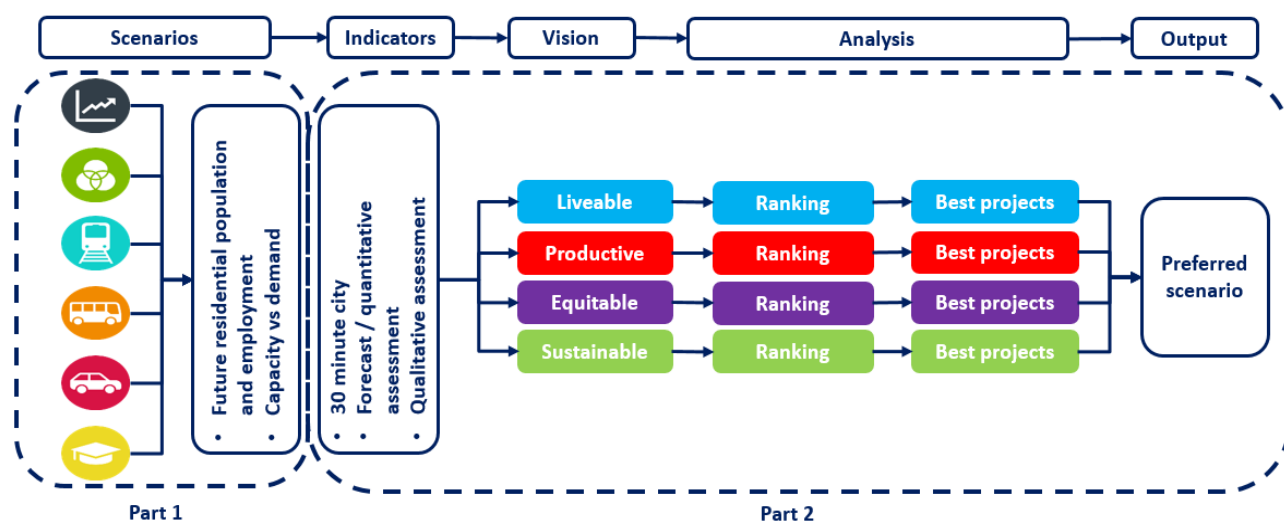 Scenarios
Indicators
Vision
Analysis
Output
• Future residential population
and employment
• Capacity vs demand
• 30 minute city
• Forecast / quantitative
assessment
• Qualitative assessment
Liveable
Ranking
Best projects
Productive
Ranking
Best projects
Equitable
Ranking
Best projects
Sustainable
Ranking
Best projects
Preferred
scenario
Part 1
Part 2